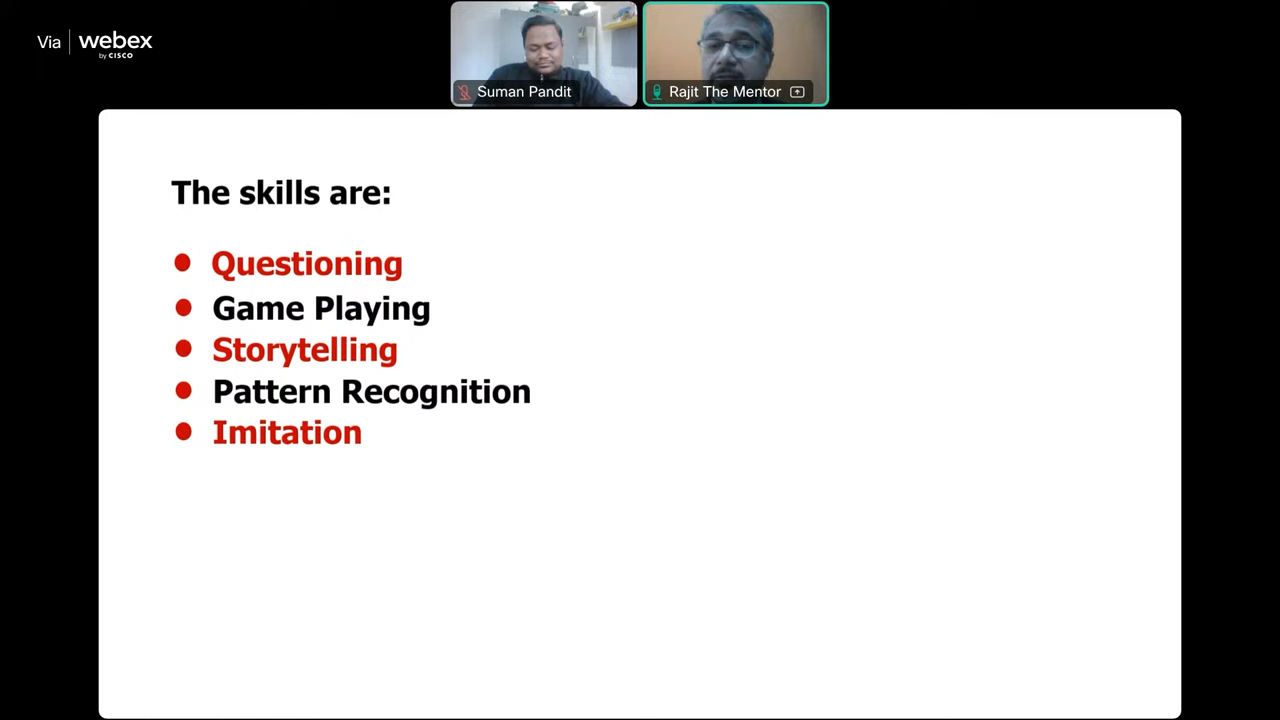 Via webex
by CISCO
Suman Pandit
Rajit The Mentor
The skills are:
• Questioning
• Game Playing
• Storytelling
• Pattern Recognition
• Imitation